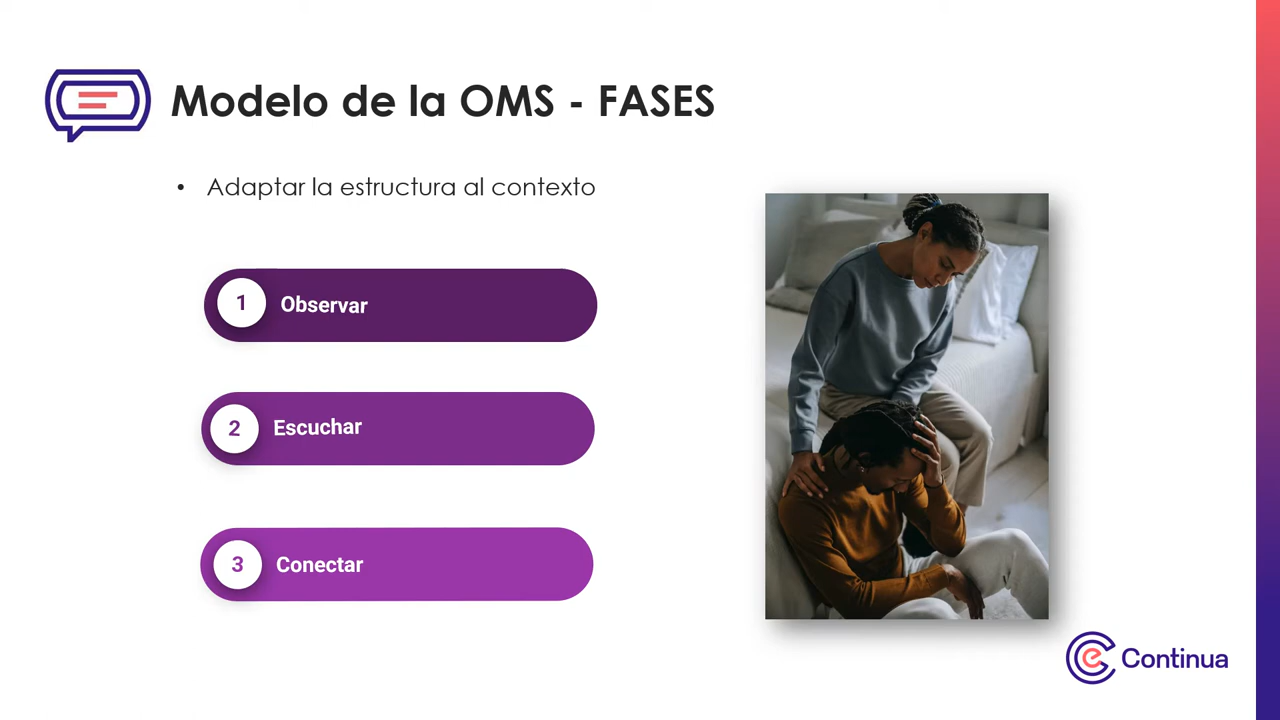 Modelo de la OMS - FASES
• Adaptar la estructura al contexto
1 Observar
2 Escuchar
3 Conectar
e Continua